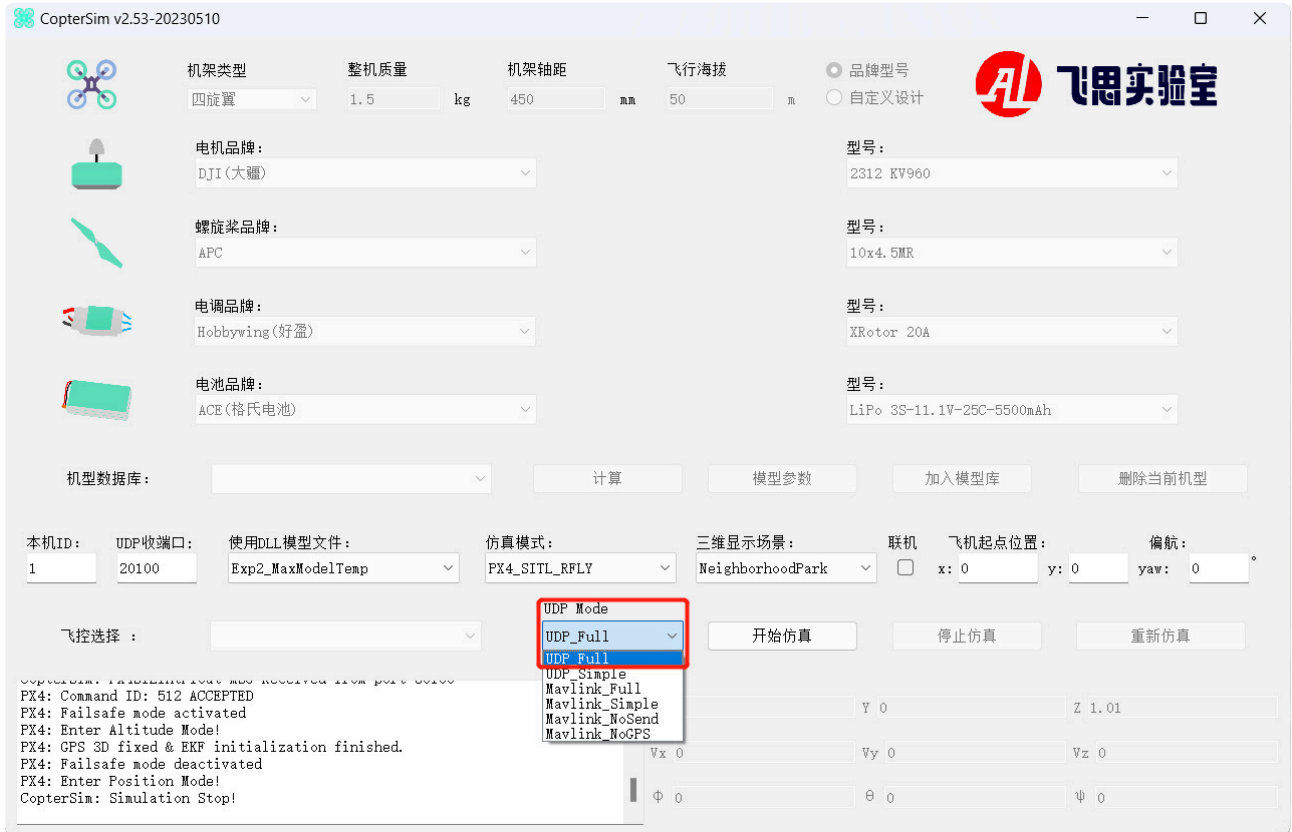 CopterSim v2.53-20230510
机架类型 整机质量 机架轴距 飞行海拔 品牌型号
四旋翼 1.5 kg 450 mm 50 m 自定义设计
飞思实验室
电机品牌: 型号:
DJI(大疆) 2312 KV960
螺旋桨品牌: 型号:
APC 10x4.5MR
电调品牌: 型号:
Hobbywing(好盈) XRotor 20A
电池品牌: 型号:
ACE(格氏电池) LiPo 3S-11.1V-25C-5500mAh
机型数据库: 计算 模型参数 加入模型库 删除当前机型
本机ID: UDP收端口: 使用DLL模型文件: 仿真模式: 三维显示场景: 联机 飞机起点位置: 偏航:
1 20100 Exp2_MaxModelTemp PX4_SITL_RFLY NeighborhoodPark x: 0 y: 0 yaw: 0 °
UDP Mode
飞控选择 : UDP_Full 开始仿真 停止仿真 重新仿真
UDP_Full
UDP_Simple
Mavlink_Full
Mavlink_Simple
Mavlink_NoSend
Mavlink_NoGPS
PX4: Command ID: 512 ACCEPTED
PX4: Failsafe mode activated
PX4: Enter Altitude Mode!
PX4: GPS 3D fixed & EKF initialization finished.
PX4: Failsafe mode deactivated
PX4: Enter Position Mode!
CopterSim: Simulation Stop!
Y 0 Z 1.01
Vx 0 Vy 0 Vz 0
Φ 0 θ 0 ψ 0